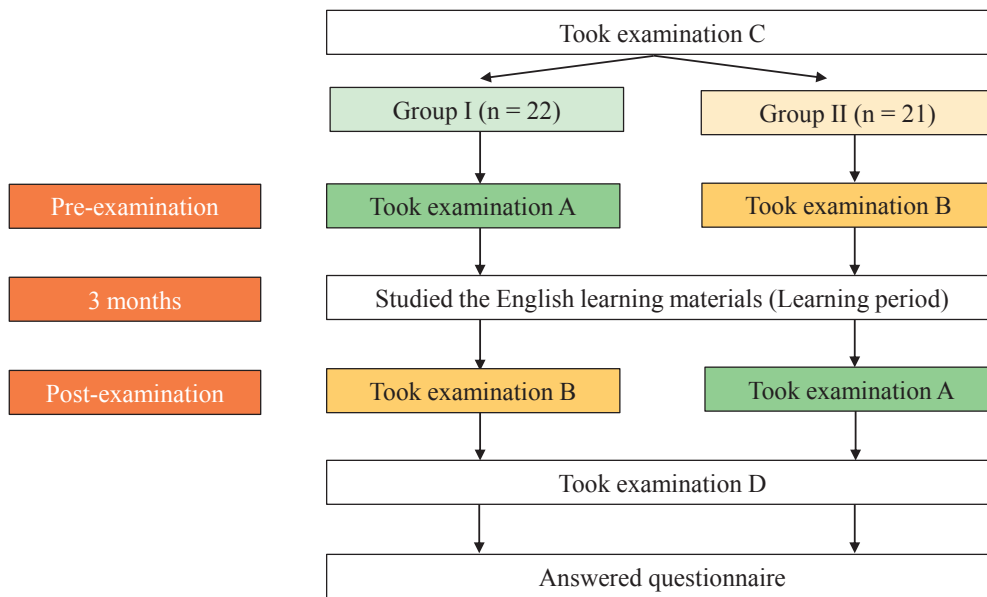 Took examination C
Group I (n = 22)
Group II (n = 21)
Pre-examination
Took examination A
Took examination B
3 months
Studied the English learning materials (Learning period)
Post-examination
Took examination B
Took examination A
Took examination D
Answered questionnaire